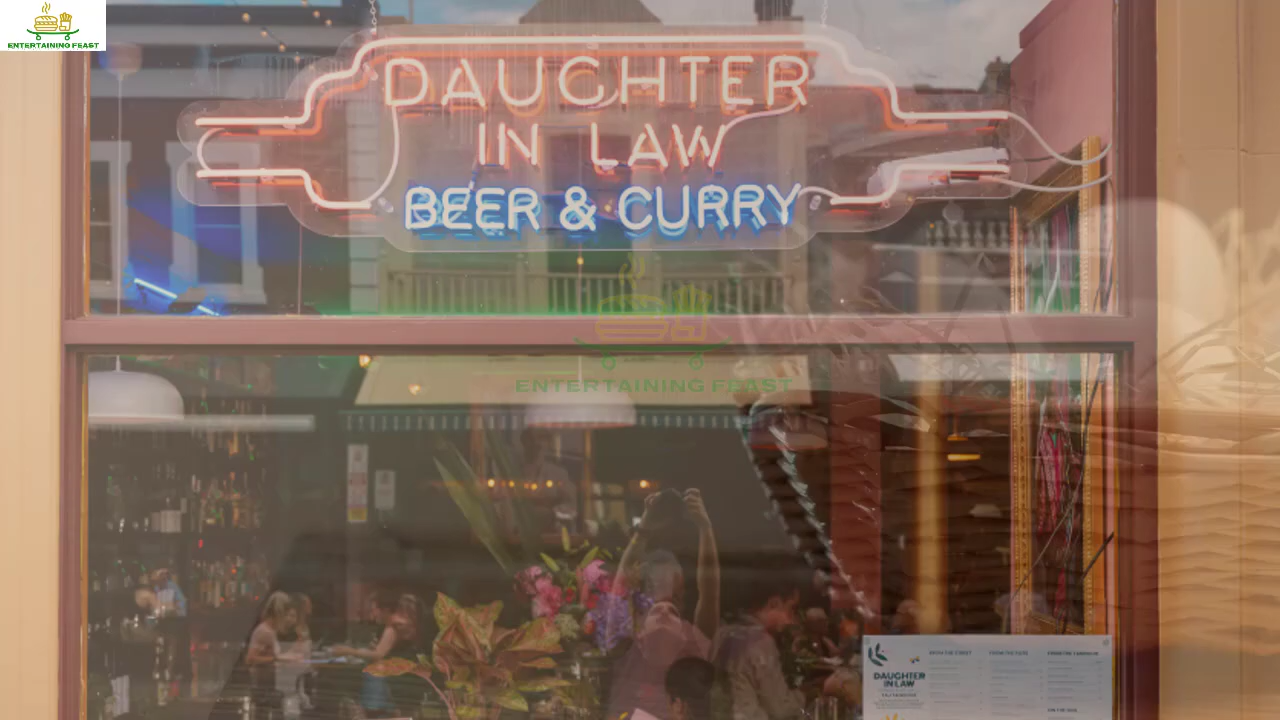 ENTERTAINING FEAST
DAUGHTER
IN LAW
BEER & CURRY
ENTERTAINING FEAST
DAUGHTER
IN LAW